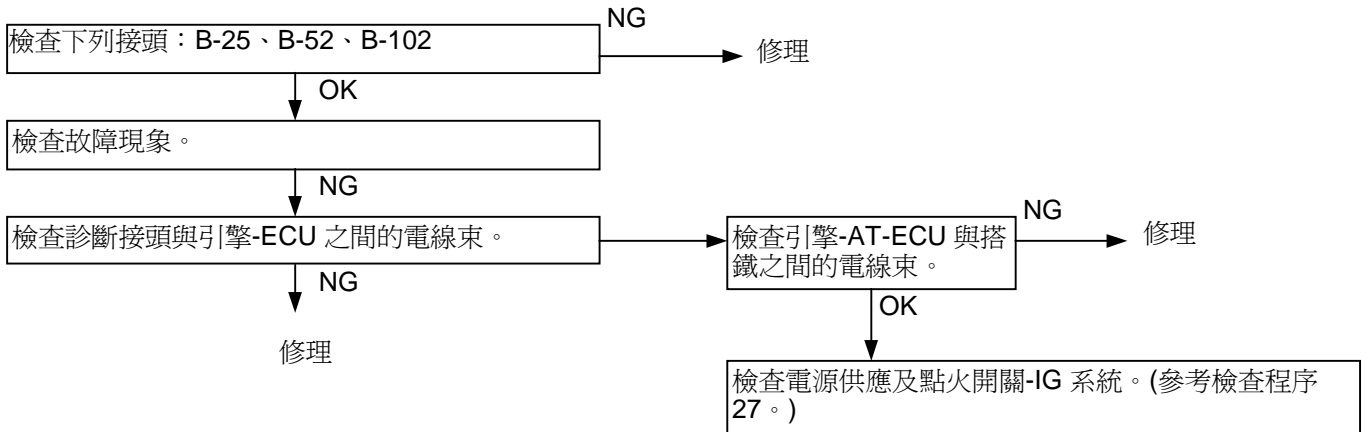 NG
檢查下列接頭：B-25、B-52、B-102
修理
OK
檢查故障現象。
NG
檢查診斷接頭與引擎-ECU 之間的電線束。
NG
檢查引擎-AT-ECU 與搭
鐵之間的電線束。
修理
NG
OK
修理
檢查電源供應及點火開關-IG 系統。(參考檢查程序
27。)